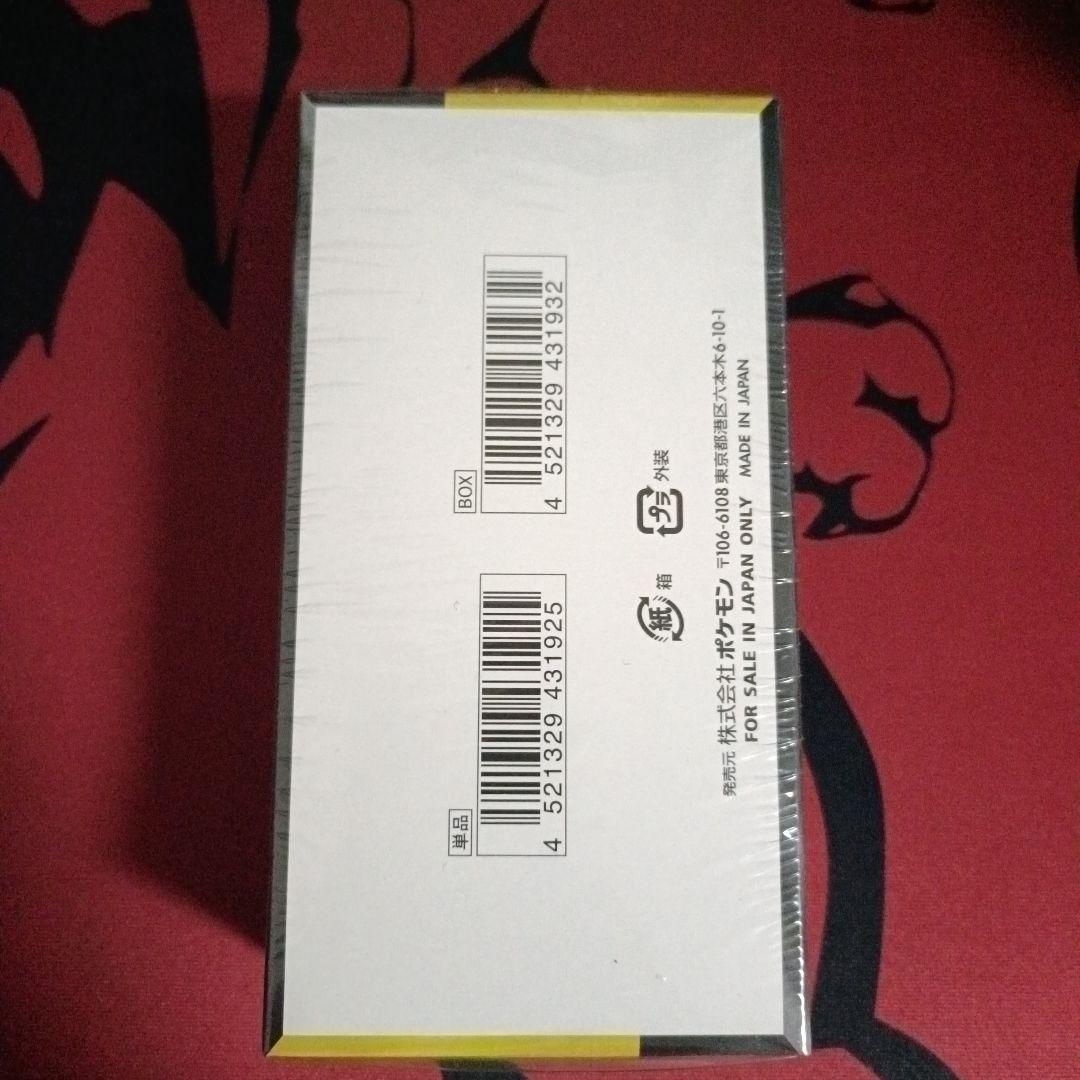 単品
4 521329 431925
BOX
4 521329 431932
紙 箱
プラ 外装
発売元 株式会社 ポケモン 〒106-6108 東京都港区六本木6-10-1
FOR SALE IN JAPAN ONLY MADE IN JAPAN